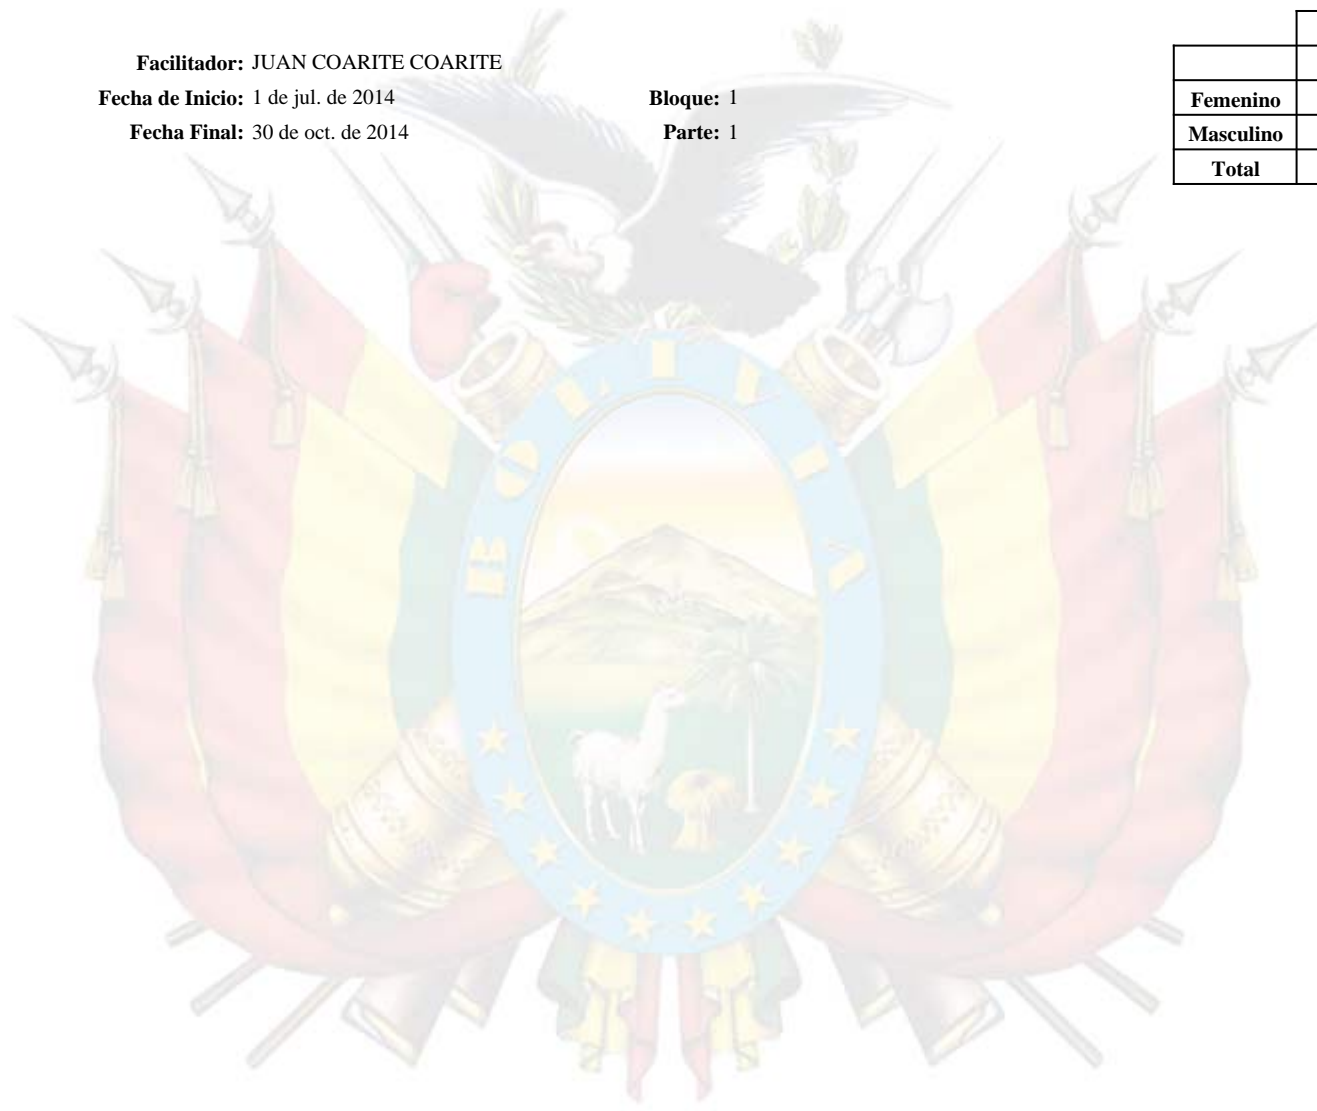 Facilitador: JUAN COARITE COARITE
Fecha de Inicio: 1 de jul. de 2014 Bloque: 1
Femenino
Fecha Final: 30 de oct. de 2014 Parte: 1
Masculino
Total
BOLIVIA